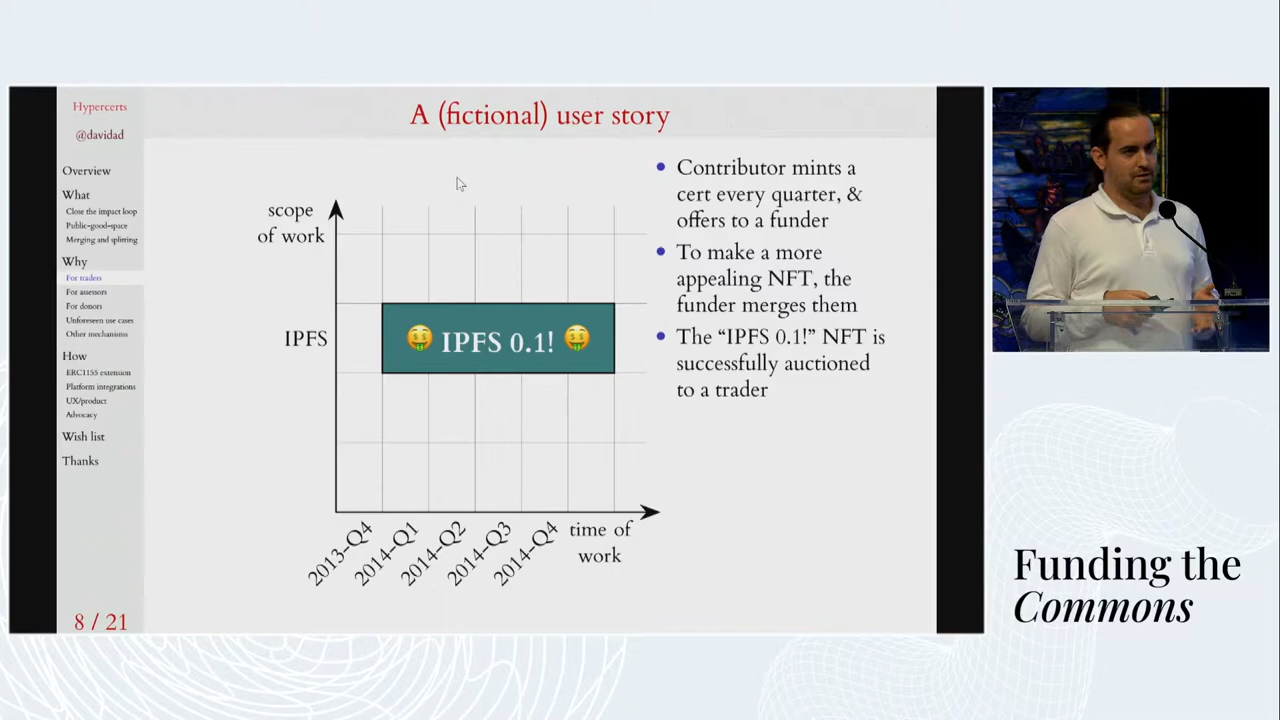 Hypercerts
@davidad
Overview
What
Close the impact loop
Public-good-space
Merging and splitting
Why
For traders
For assessors
For donors
Unforeseen use cases
Other mechanisms
How
ERC1155 extension
Platform integrations
UX/product
Advocacy
Wish list
Thanks
8 / 21
A (fictional) user story
scope
of work
IPFS
IPFS 0.1!
2013-Q4
2014-Q1
2014-Q2
2014-Q3
2014-Q4
time of
work
• Contributor mints a
cert every quarter, &
offers to a funder
• To make a more
appealing NFT, the
funder merges them
• The “IPFS 0.1!” NFT is
successfully auctioned
to a trader
Funding the
Commons